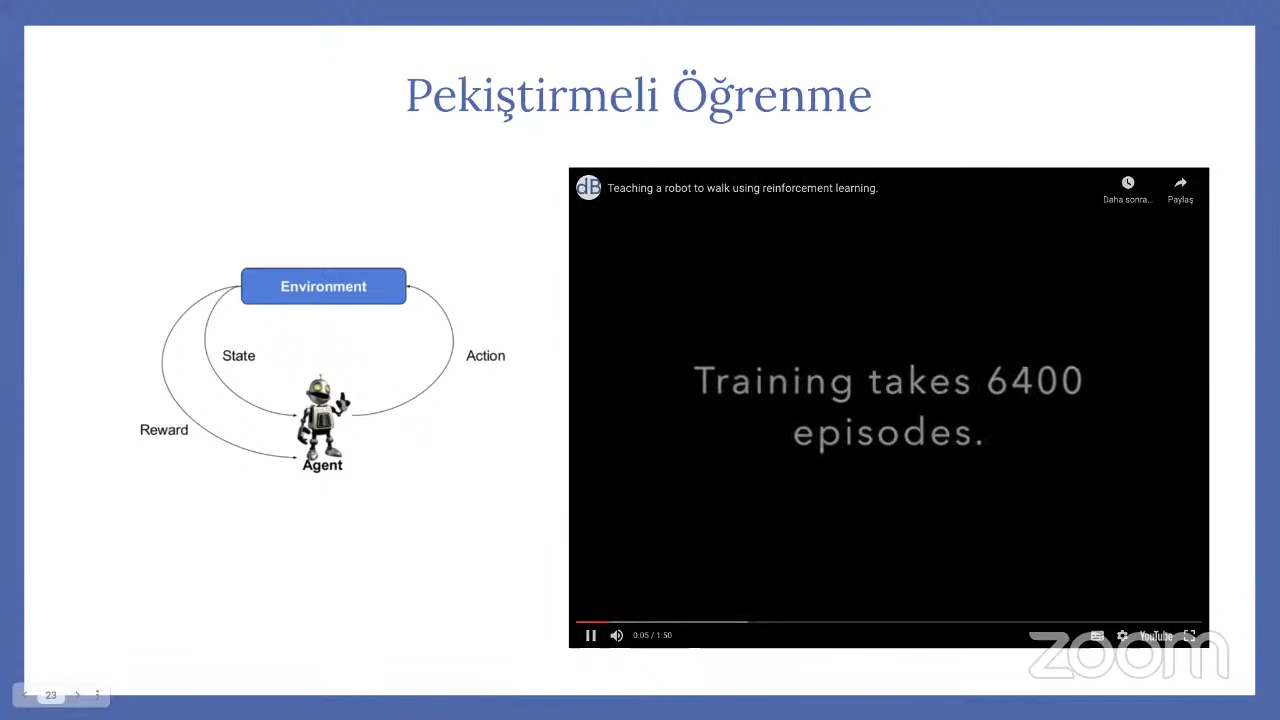 Pekiştirmeli Öğrenme
Environment
State
Action
Reward
Agent
dB Teaching a robot to walk using reinforcement learning.
Daha sonra...
Paylaş
Training takes 6400
episodes.
0:05 / 1:50
YouTube
zoom
23